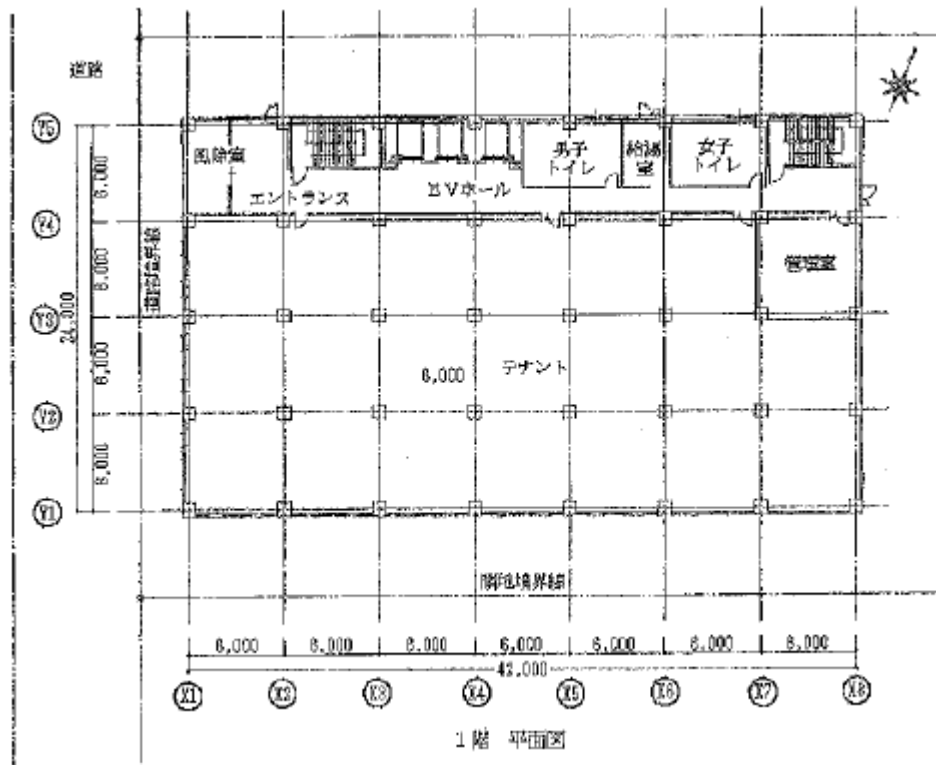 道路
Y5
Y4
Y3
Y2
Y1
6,000
6,000
6,000
6,000
24,000
道路境界線
風除室
エントランス
EVホール
男子
トイレ
給湯
室
女子
トイレ
管理室
6,000
テナント
隣地境界線
6,000
6,000
6,000
6,000
6,000
6,000
6,000
42,000
X1
X2
X3
X4
X5
X6
X7
X8
1階 平面図